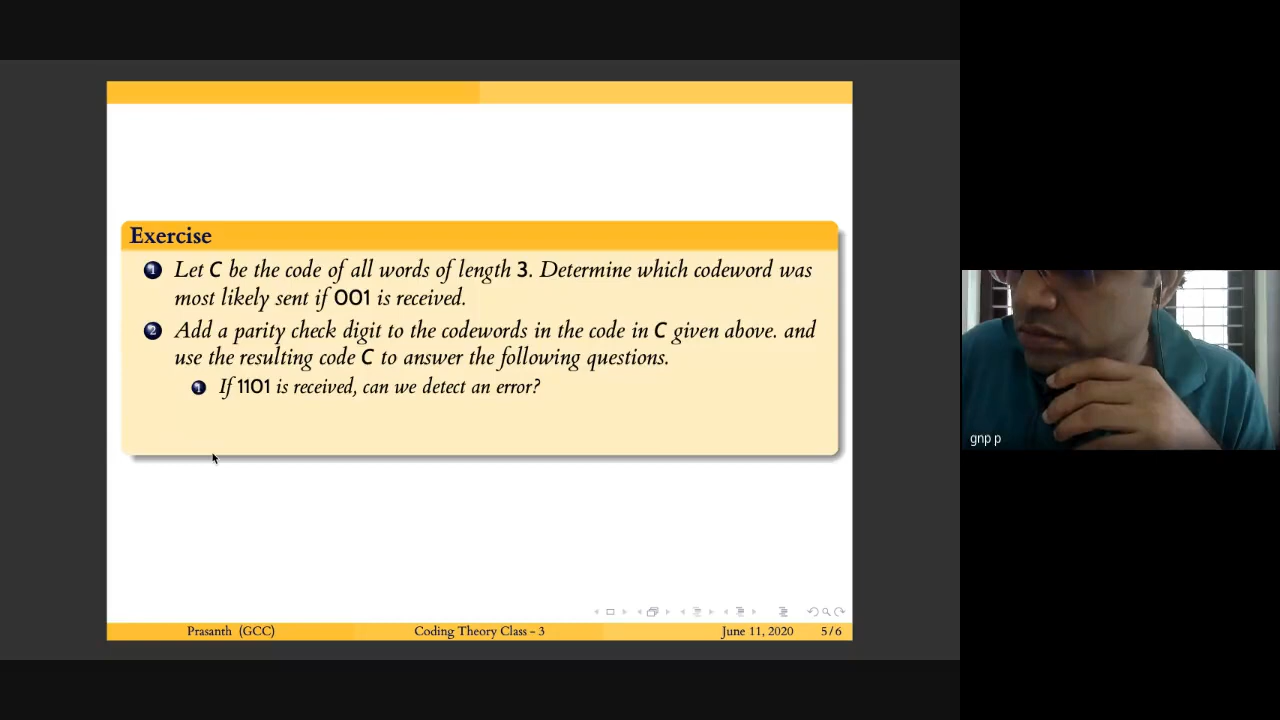 Exercise
1 Let C be the code of all words of length 3. Determine which codeword was
most likely sent if 001 is received.
2 Add a parity check digit to the codewords in the code in C given above. and
use the resulting code C to answer the following questions.
1 If 1101 is received, can we detect an error?
Prasanth (GCC) Coding Theory Class - 3 June 11, 2020 5/6
gnp p